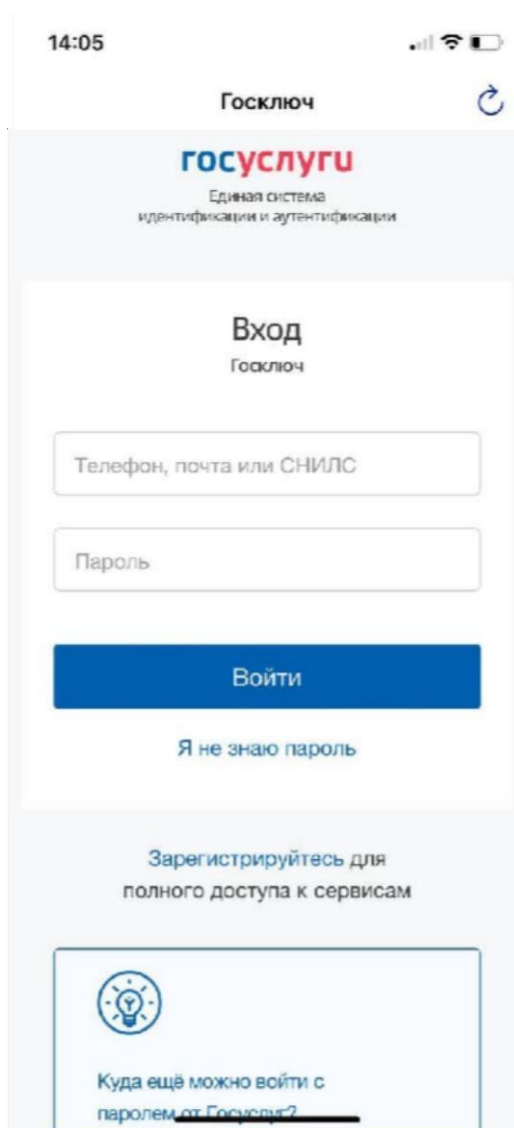 14:05
Госключ
госуслуги
Единая система
идентификации и аутентификации
Вход
Госключ
Телефон, почта или СНИЛС
Пароль
Войти
Я не знаю пароль
Зарегистрируйтесь для
полного доступа к сервисам
Куда ещё можно войти с
паролем от Госуслуг?